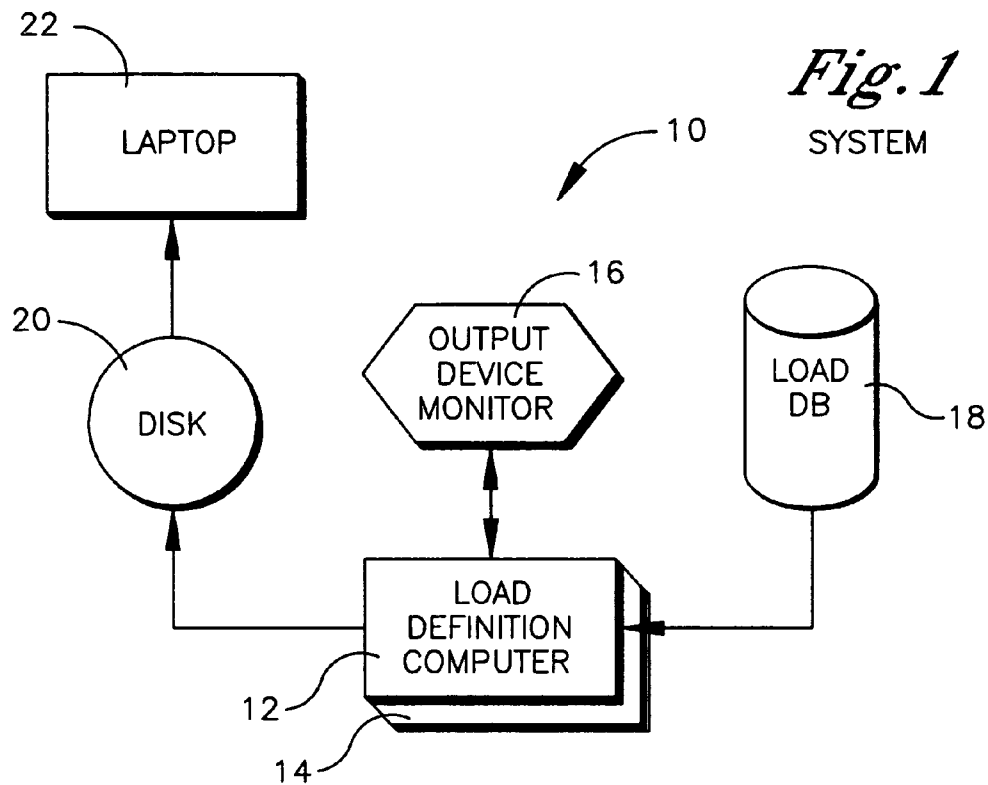 22
Fig. 1
SYSTEM
10
LAPTOP
16
20
OUTPUT
DEVICE
MONITOR
LOAD
DB
18
DISK
LOAD
DEFINITION
COMPUTER
12
14